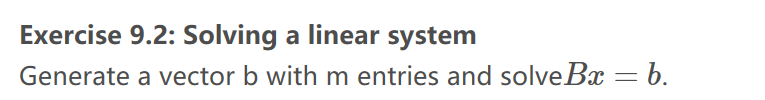 Exercise 9.2: Solving a linear system
Generate a vector b with m entries and solve Bx = b.